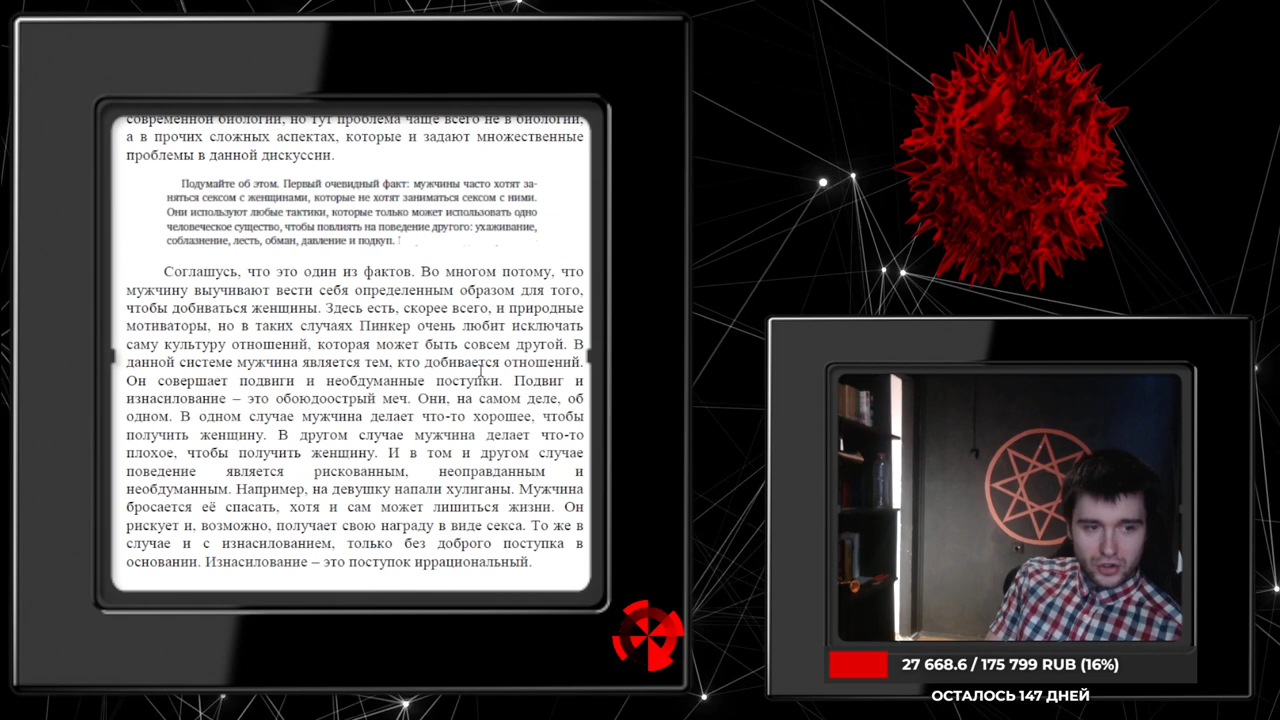 современной биологии, но тут проблема чаще всего не в биологии,
а в прочих сложных аспектах, которые и задают множественные
проблемы в данной дискуссии.
Подумайте об этом. Первый очевидный факт: мужчины часто хотят за-
няться сексом с женщинами, которые не хотят заниматься сексом с ними.
Они используют любые тактики, которые только может использовать одно
человеческое существо, чтобы повлиять на поведение другого: ухаживание,
соблазнение, лесть, обман, давление и подкуп.
Соглашусь, что это один из фактов. Во многом потому, что
мужчину выучивают вести себя определенным образом для того,
чтобы добиваться женщины. Здесь есть, скорее всего, и природные
мотиваторы, но в таких случаях Пинкер очень любит исключать
саму культуру отношений, которая может быть совсем другой. В
данной системе мужчина является тем, кто добивается отношений.
Он совершает подвиги и необдуманные поступки. Подвиг и
изнасилование – это обоюдоострый меч. Они, на самом деле, об
одном. В одном случае мужчина делает что-то хорошее, чтобы
получить женщину. В другом случае мужчина делает что-то
плохое, чтобы получить женщину. И в том и другом случае
поведение является рискованным, неоправданным и
необдуманным. Например, на девушку напали хулиганы. Мужчина
бросается её спасать, хотя и сам может лишиться жизни. Он
рискует и, возможно, получает свою награду в виде секса. То же в
случае и с изнасилованием, только без доброго поступка в
основании. Изнасилование – это поступок иррациональный.
27 668.6 / 175 799 RUB (16%)
ОСТАЛОСЬ 147 ДНЕЙ